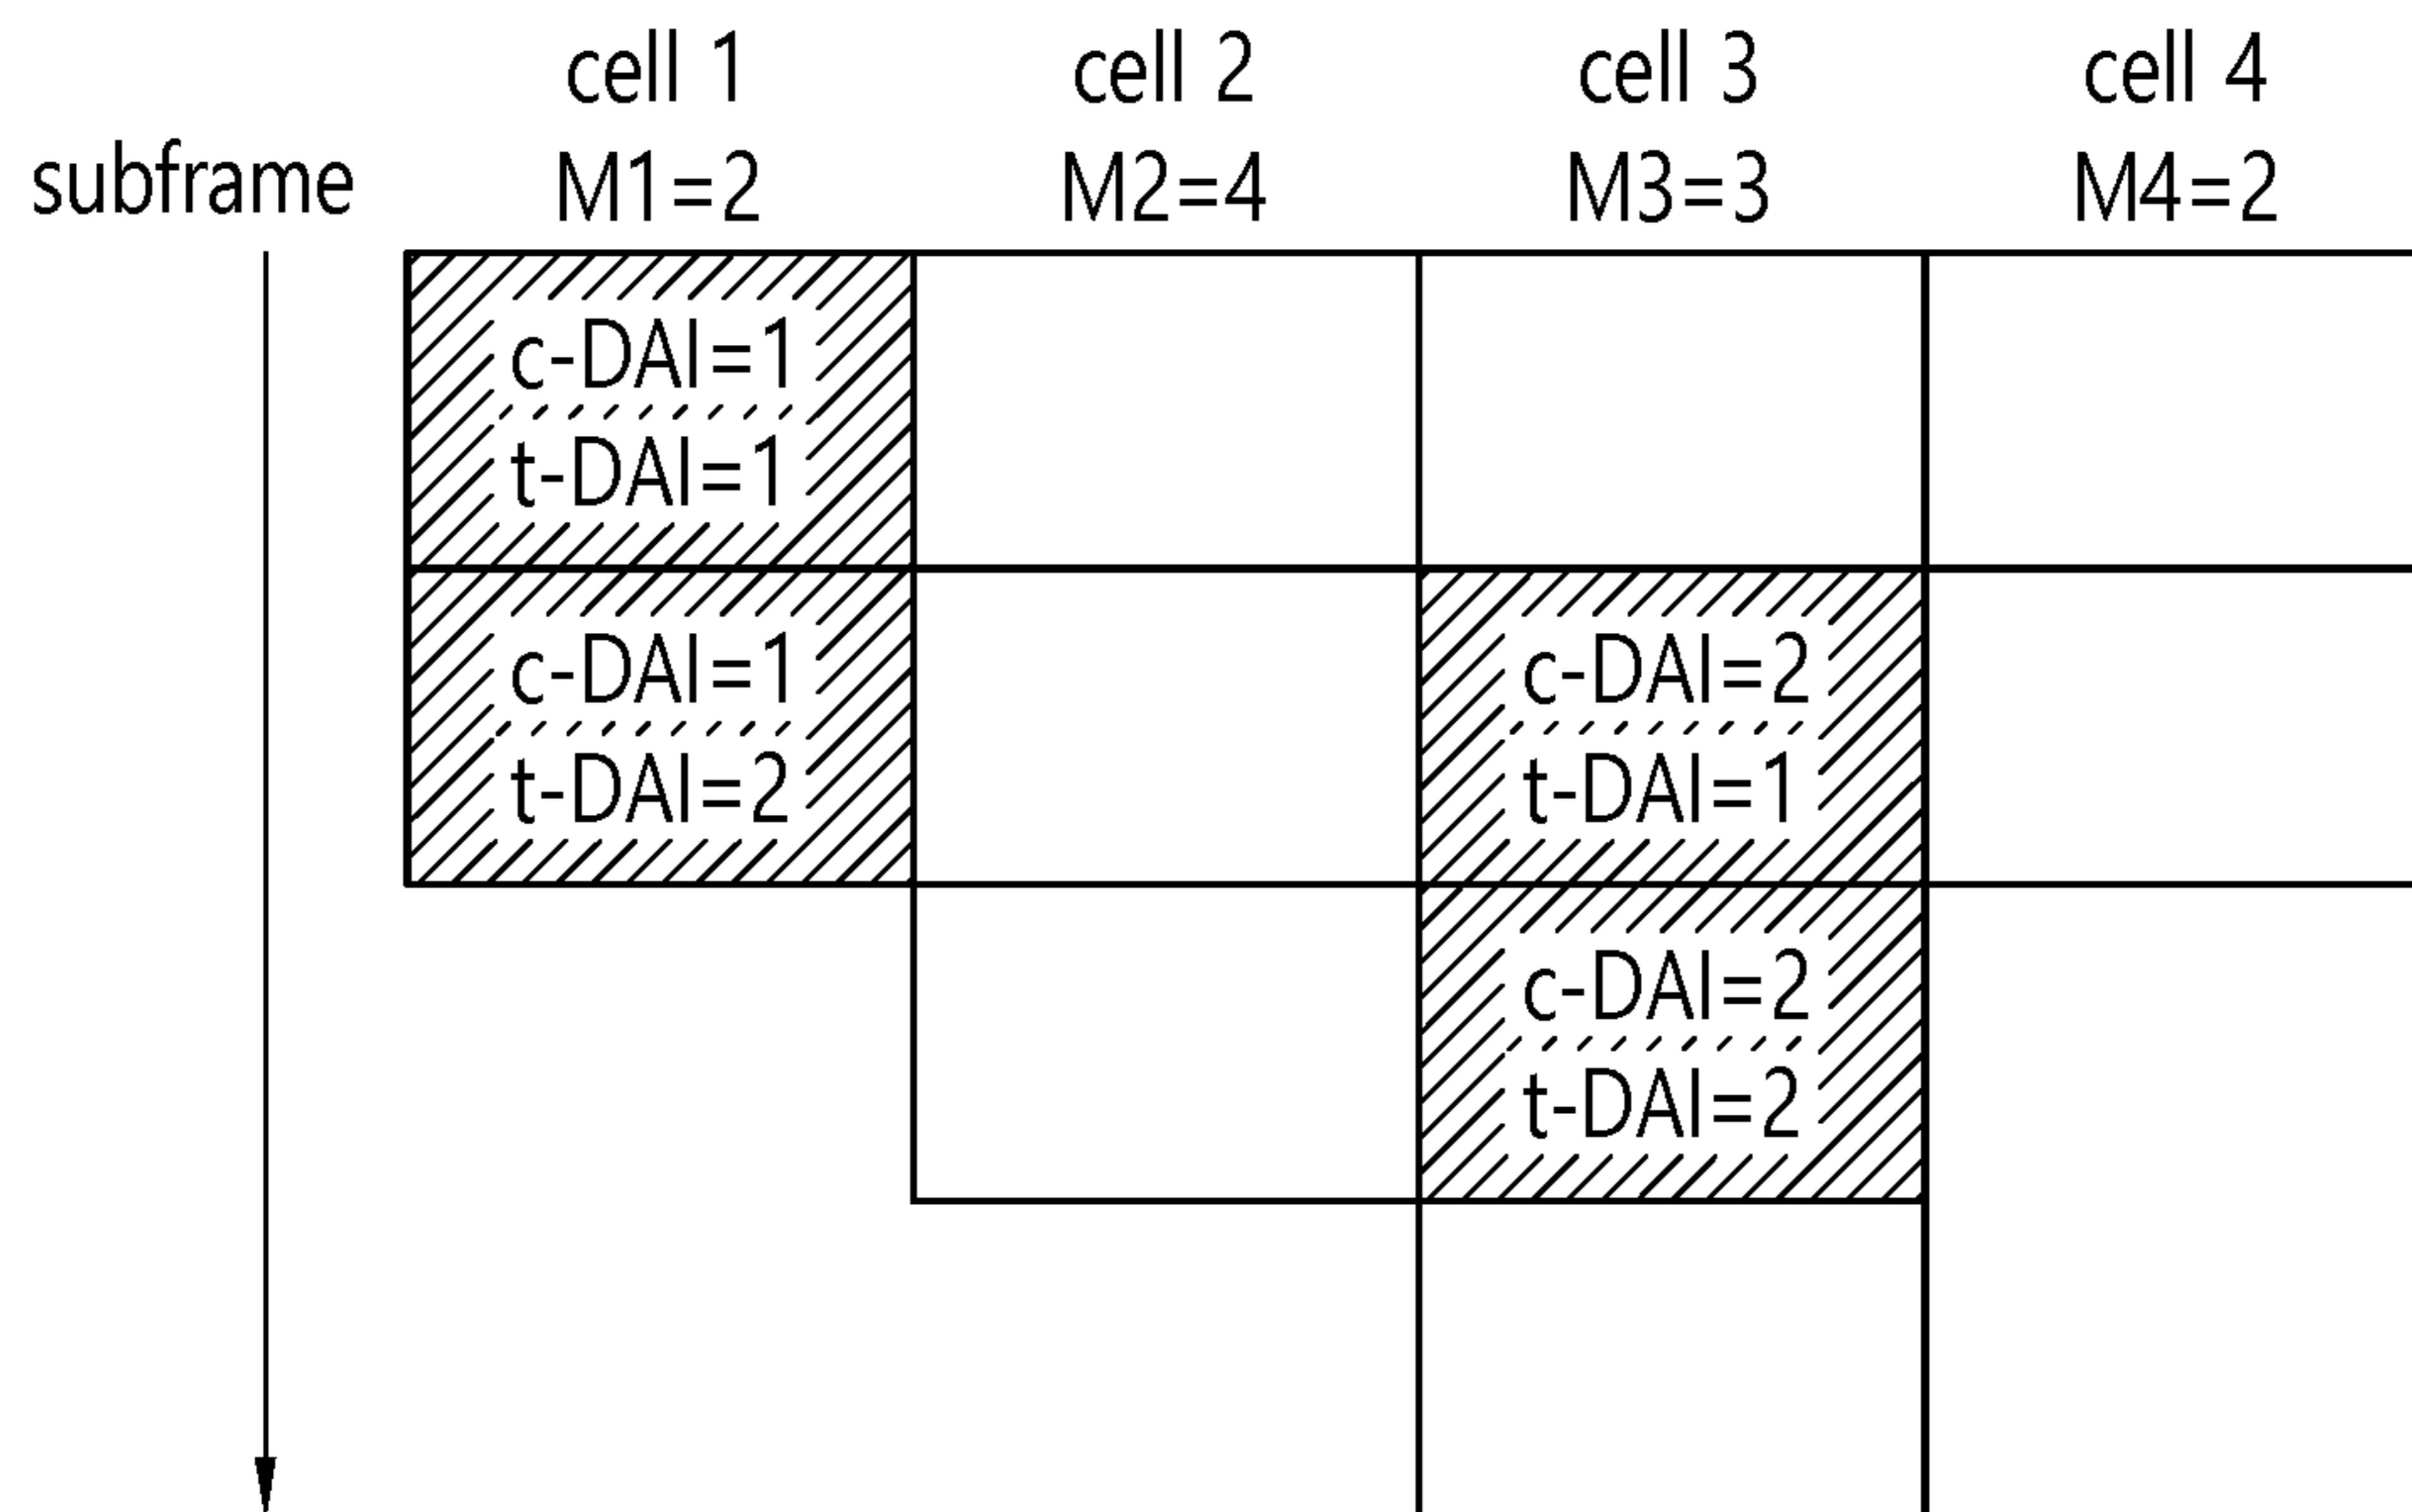 cell 1 cell 2 cell 3 cell 4
subframe M1=2 M2=4 M3=3 M4=2
c-DAI=1
t-DAI=1
c-DAI=1 c-DAI=2
t-DAI=2 t-DAI=1
c-DAI=2
t-DAI=2